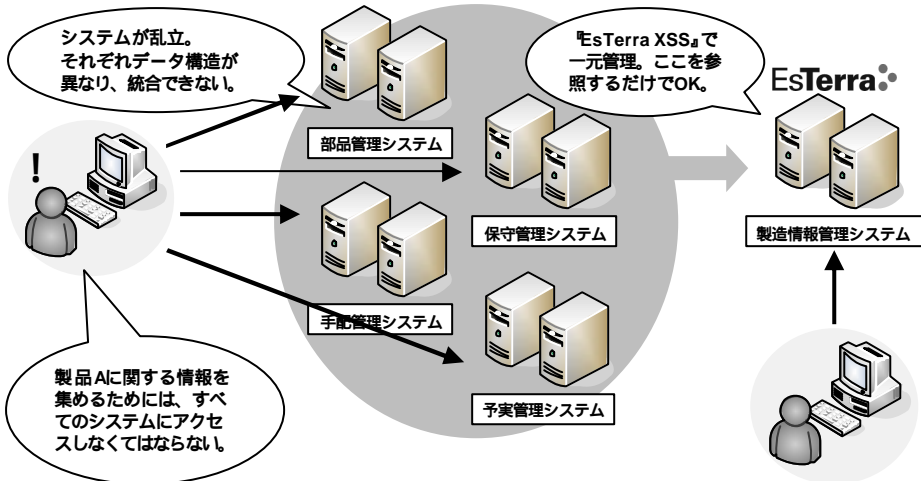 システムが乱立。
それぞれデータ構造が
異なり、統合できない。
『EsTerra XSS』で
一元管理。ここを参
照するだけでOK。
EsTerra
部品管理システム
!
保守管理システム
製造情報管理システム
手配管理システム
製品Aに関する情報を
集めるためには、すべ
てのシステムにアクセ
スしなくてはならない。
予実管理システム